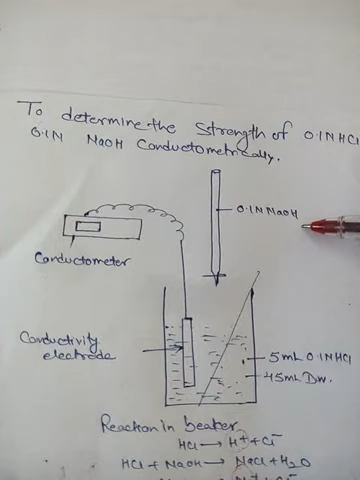 To determine the Strength of 0.1N HCl
0.1N NaOH Conductometrically.
0.1N NaOH
Conductometer
Conductivity
electrode
5mL 0.1N HCl
45mL Dw.
Reaction in beaker
HCl → H+ + Cl-
HCl + NaOH → NaCl + H2O